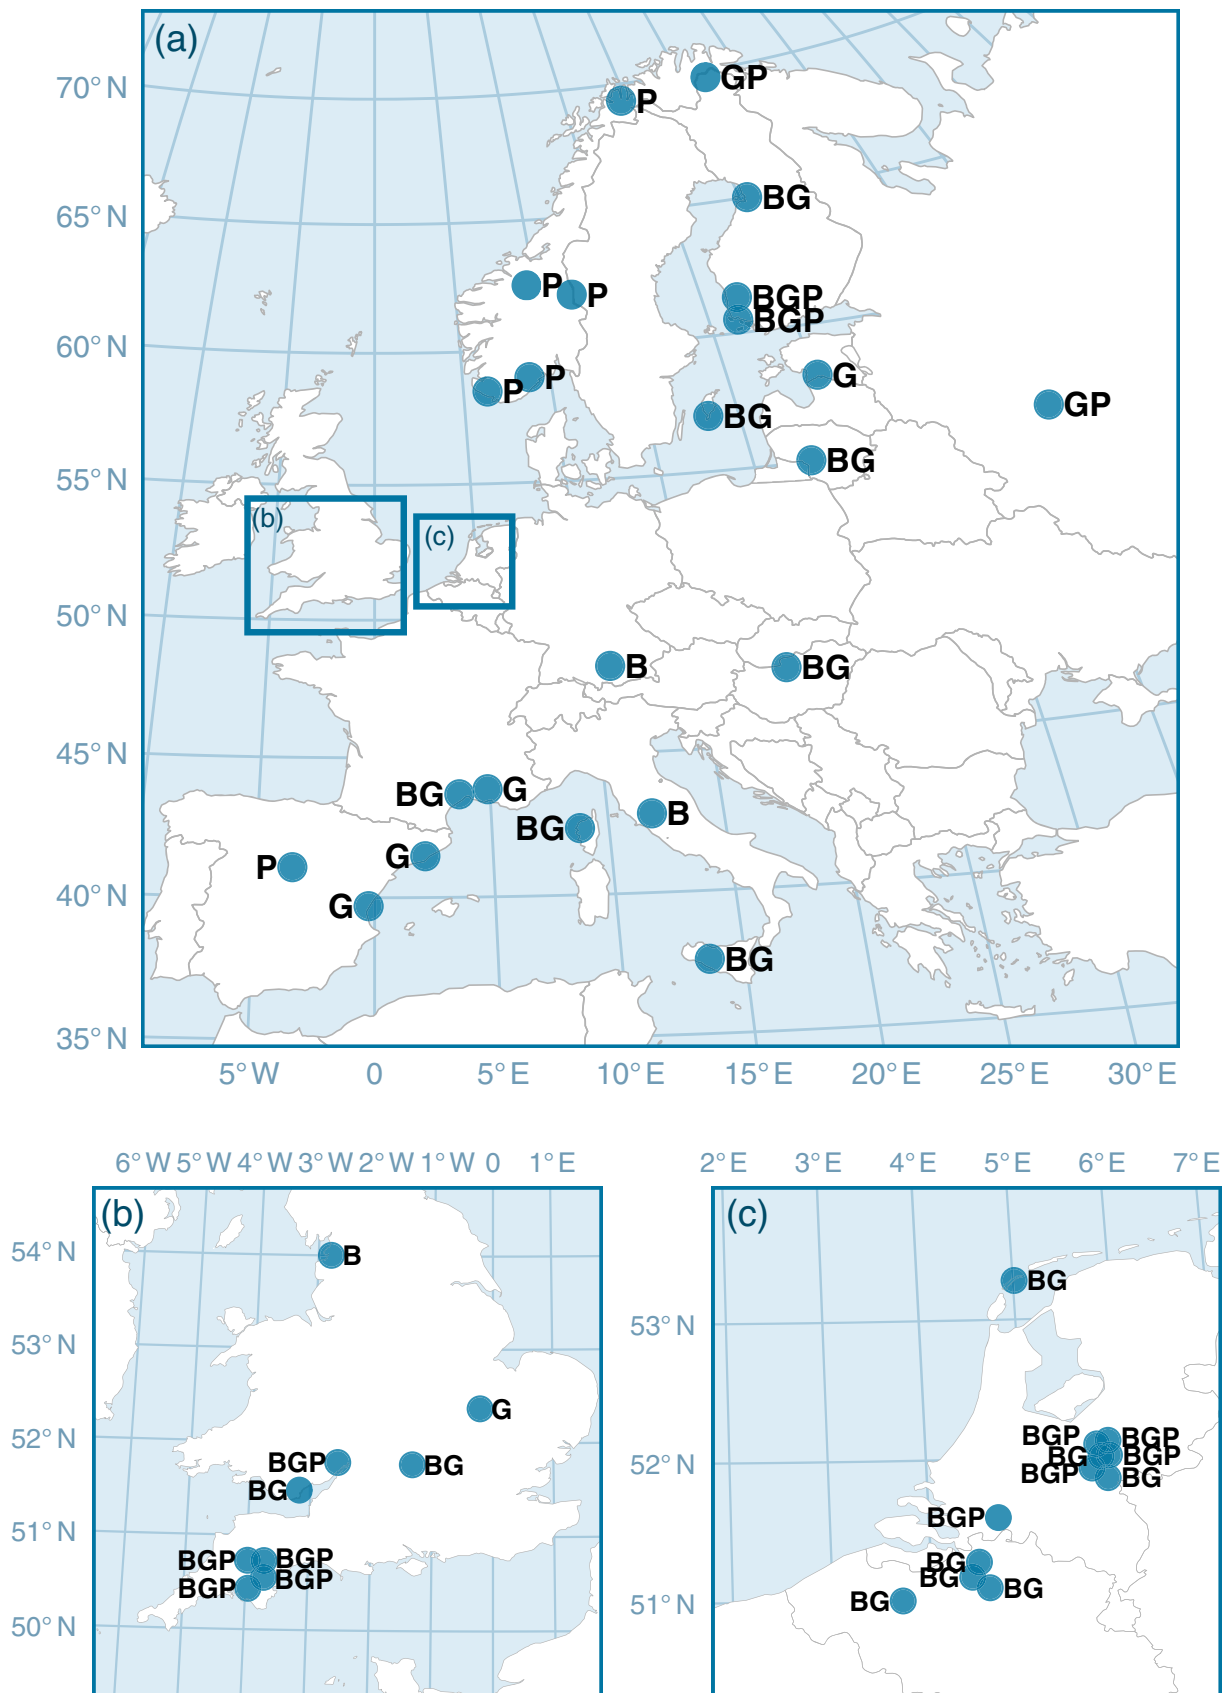 (a)
70° N
65° N
60° N
55° N
50° N
45° N
40° N
35° N
GP
P
BG
P
P
BGP
BGP
P
P
G
BG
GP
BG
(b)
(c)
B
BG
BG
G
BG
B
G
P
G
BG
5° W 0 5° E 10° E 15° E 20° E 25° E 30° E
6° W 5° W 4° W 3° W 2° W 1° W 0 1° E
(b)
54° N
53° N
52° N
51° N
50° N
B
G
BGP
BG
BG
BGP
BGP
BGP
BGP
2° E 3° E 4° E 5° E 6° E 7° E
(c)
53° N
52° N
51° N
BG
BGP
BGP
BG
BGP
BGP
BG
BGP
BG
BG
BG
BG